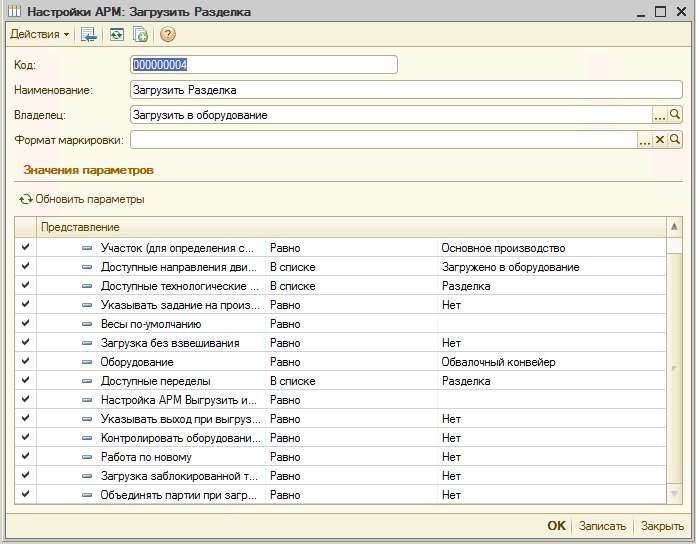 Настройки АРМ: Загрузить Разделка
Действия
Код: 000000004
Наименование: Загрузить Разделка
Владелец: Загрузить в оборудование ...
Формат маркировки: ...
Значения параметров
Обновить параметры
Представление
Участок (для определения с... Равно Основное производство
Доступные направления дви... В списке Загружено в оборудование
Доступные технологические ... В списке Разделка
Указывать задание на произ... Равно Нет
Весы по-умолчанию Равно
Загрузка без взвешивания Равно Нет
Оборудование Равно Обвалочный конвейер
Доступные переделы В списке Разделка
Настройка АРМ Выгрузить и... Равно
Указывать выход при выгруз... Равно Нет
Контролировать оборудовани... Равно Нет
Работа по новому Равно Нет
Загрузка заблокированной т... Равно Нет
Объединять партии при загр... Равно Нет
OK Записать Закрыть